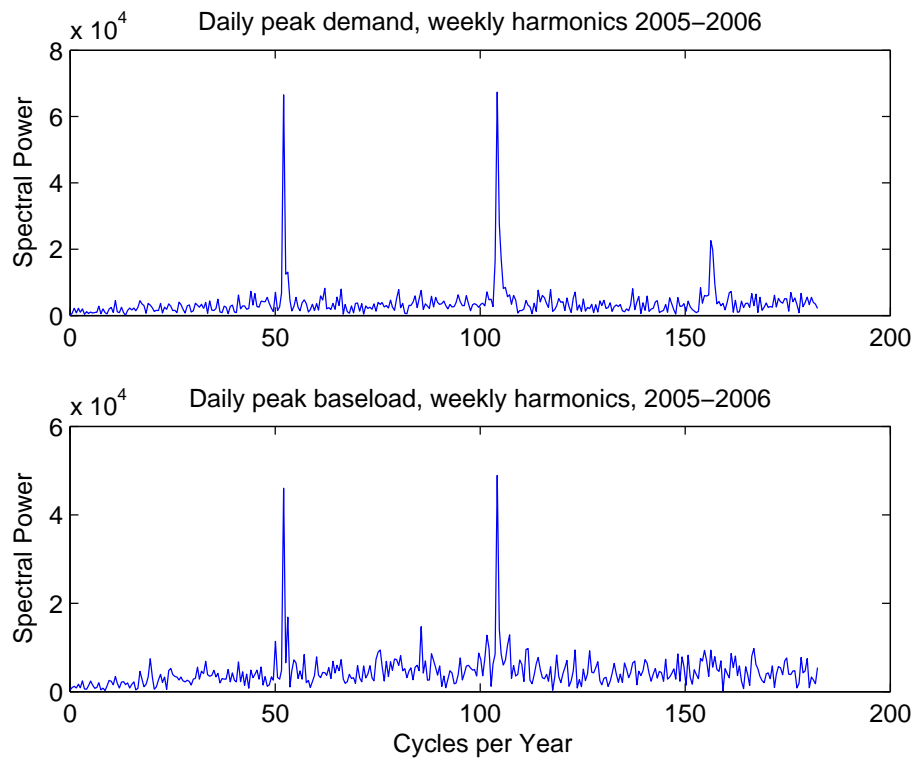 x 10^4
Daily peak demand, weekly harmonics 2005−2006
Spectral Power
8
6
4
2
0
0 50 100 150 200
x 10^4
Daily peak baseload, weekly harmonics, 2005−2006
Spectral Power
6
4
2
0
0 50 100 150 200
Cycles per Year